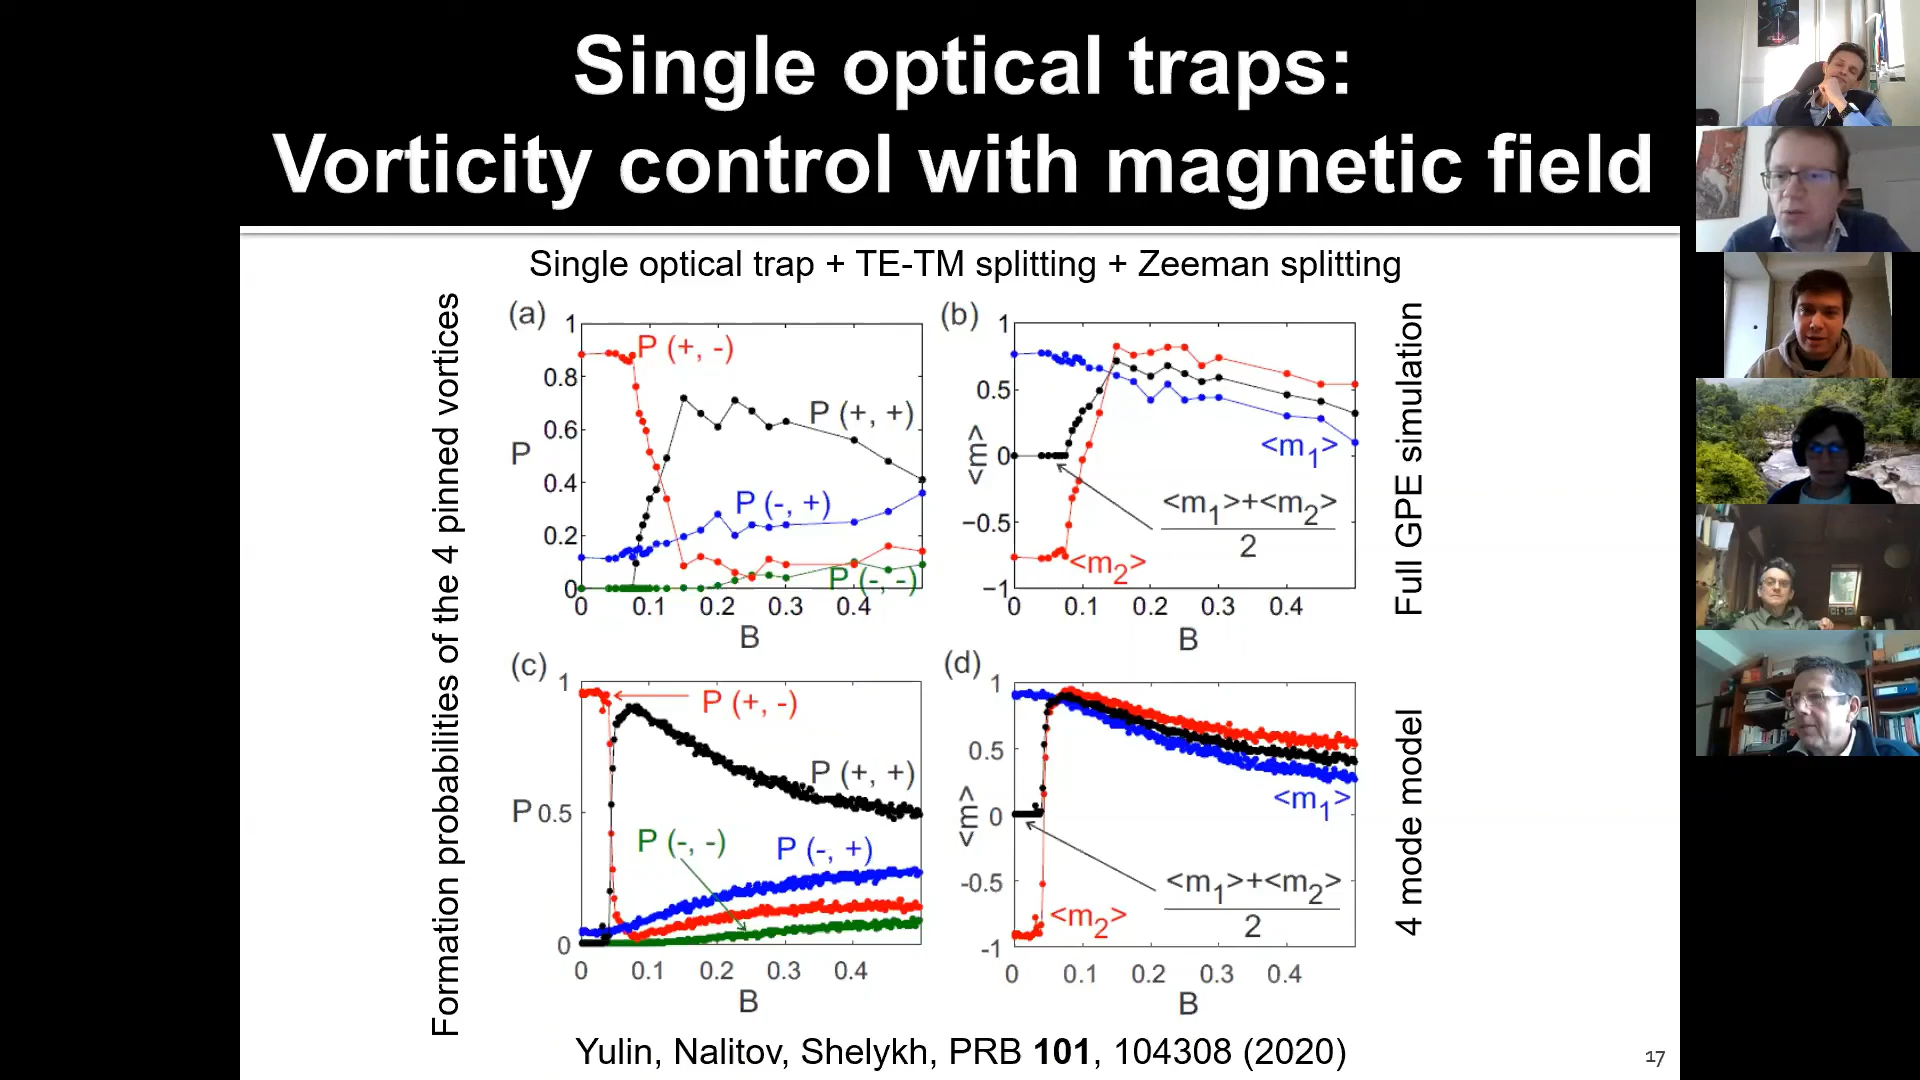 Single optical traps:
Vorticity control with magnetic field
Single optical trap + TE-TM splitting + Zeeman splitting
Formation probabilities of the 4 pinned vortices
(a)
1
0.8
0.6
0.4
0.2
0
P
P (+, -)
P (+, +)
P (-, +)
P (-, -)
0 0.1 0.2 0.3 0.4
B
(b)
1
0.5
0
−0.5
−1
<m>
<m1>
<m1>+<m2>
2
<m2>
0 0.1 0.2 0.3 0.4
B
Full GPE simulation
(c)
1
P 0.5
0
P (+, -)
P (+, +)
P (-, -)
P (-, +)
0 0.1 0.2 0.3 0.4
B
(d)
1
0.5
0
-0.5
-1
<m>
<m1>
<m1>+<m2>
2
<m2>
0 0.1 0.2 0.3 0.4
B
4 mode model
Yulin, Nalitov, Shelykh, PRB 101, 104308 (2020)
17